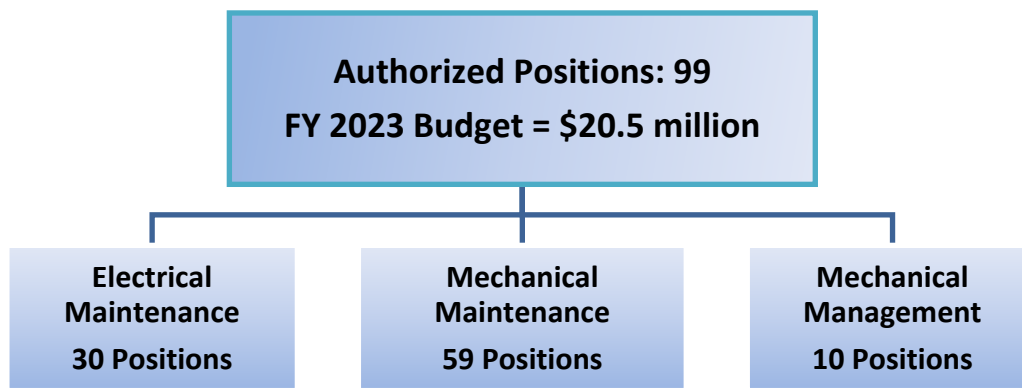 Authorized Positions: 99
FY 2023 Budget = $20.5 million
Electrical
Maintenance
30 Positions
Mechanical
Maintenance
59 Positions
Mechanical
Management
10 Positions